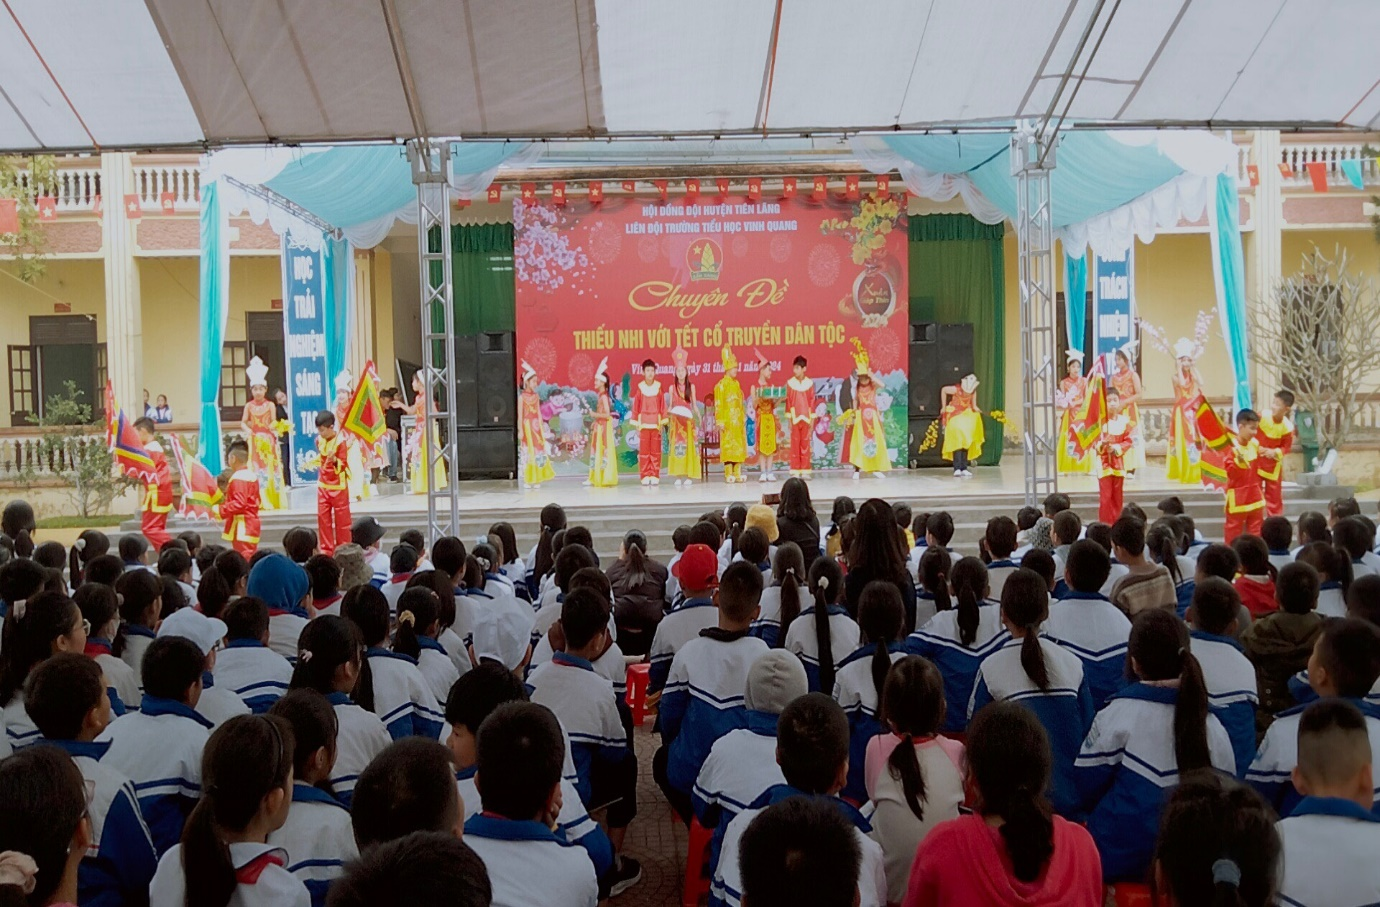 HỘI ĐỒNG ĐỘI HUYỆN TIÊN LÃNG
LIÊN ĐỘI TRƯỜNG TIỂU HỌC VINH QUANG
Chuyên Đề
THIẾU NHI VỚI TẾT CỔ TRUYỀN DÂN TỘC
HỌC
TRẢI
NGHIỆM
SÁNG
TẠO
TRÁCH
NHIỆM